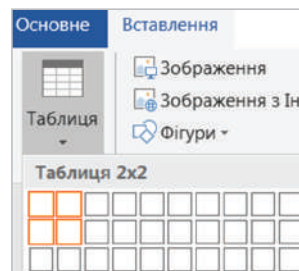 Основне Вставлення
Зображення
Зображення з Ін
Таблиця
Фігури
Таблиця 2x2